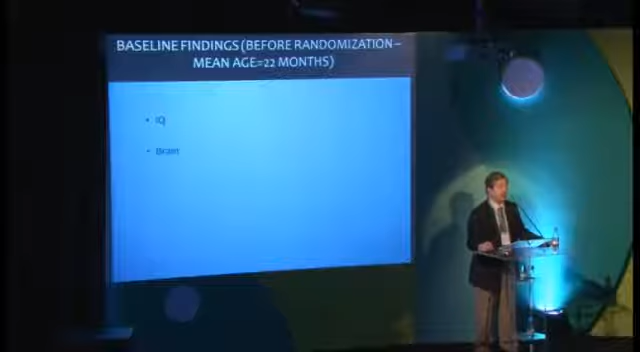 BASELINE FINDINGS (BEFORE RANDOMIZATION –
MEAN AGE=22 MONTHS)
• IQ
• Brain